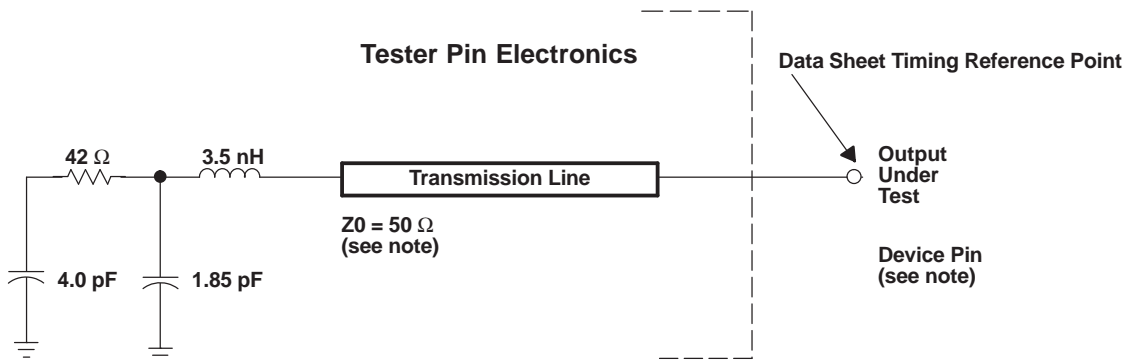 Tester Pin Electronics
Data Sheet Timing Reference Point
42 Ω
3.5 nH
Transmission Line
Output
Under
Test
Z0 = 50 Ω
(see note)
4.0 pF
1.85 pF
Device Pin
(see note)